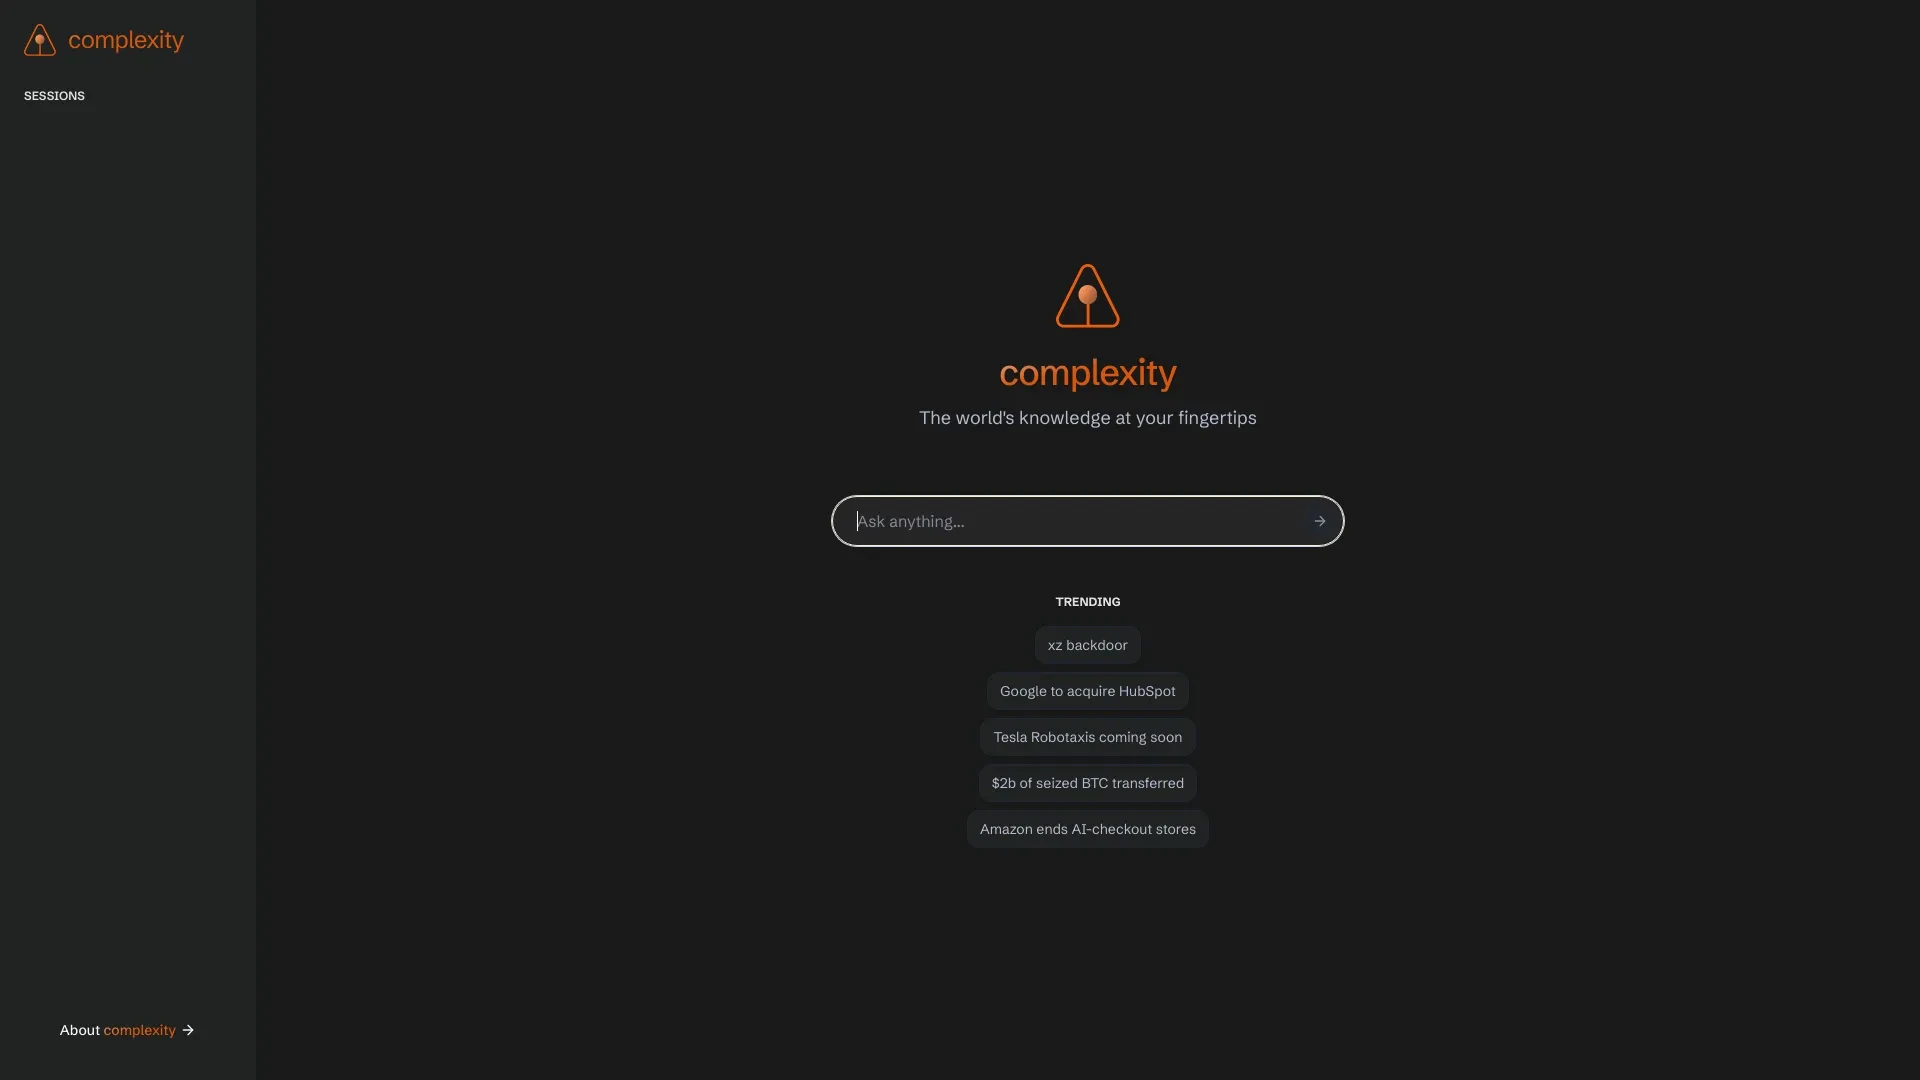 complexity
SESSIONS
complexity
The world's knowledge at your fingertips
Ask anything...
TRENDING
xz backdoor
Google to acquire HubSpot
Tesla Robotaxis coming soon
$2b of seized BTC transferred
Amazon ends AI-checkout stores
About complexity →